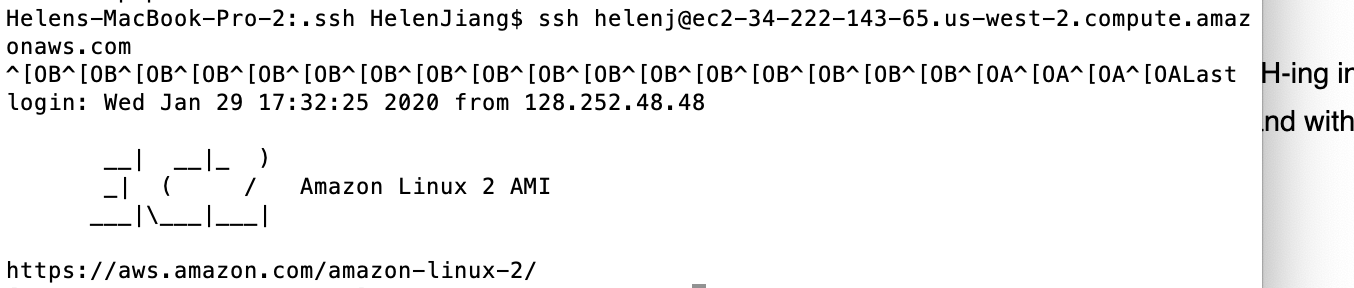 Helens-MacBook-Pro-2:.ssh HelenJiang$ ssh helenj@ec2-34-222-143-65.us-west-2.compute.amaz
onaws.com
^[OB^[OB^[OB^[OB^[OB^[OB^[OB^[OB^[OB^[OB^[OB^[OB^[OB^[OB^[OB^[OB^[OB^[OA^[OA^[OA^[OALast
H-ing
login: Wed Jan 29 17:32:25 2020 from 128.252.48.48
nd with
__|  __|_  )
_|  (     /   Amazon Linux 2 AMI
___|\___|___|
https://aws.amazon.com/amazon-linux-2/